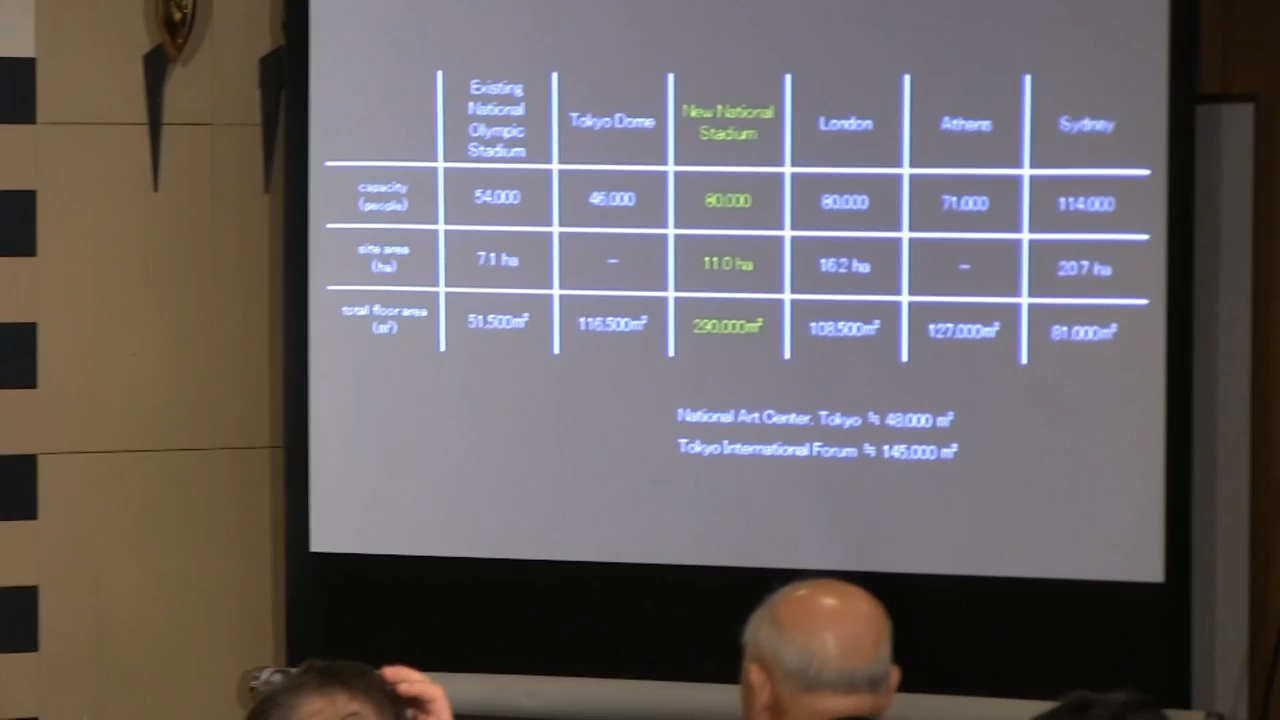 Existing
National
Olympic
Stadium
Tokyo Dome
New National
Stadium
London
Athens
Sydney
capacity
(people)
54.000
46.000
80.000
80.000
71.000
114.000
site area
(ha)
7.1 ha
–
11.0 ha
16.2 ha
–
20.7 ha
total floor area
(m²)
51.500m²
116.500m²
290.000m²
108.500m²
127.000m²
81.000m²
National Art Center, Tokyo ≒ 48.000 m²
Tokyo International Forum ≒ 145.000 m²